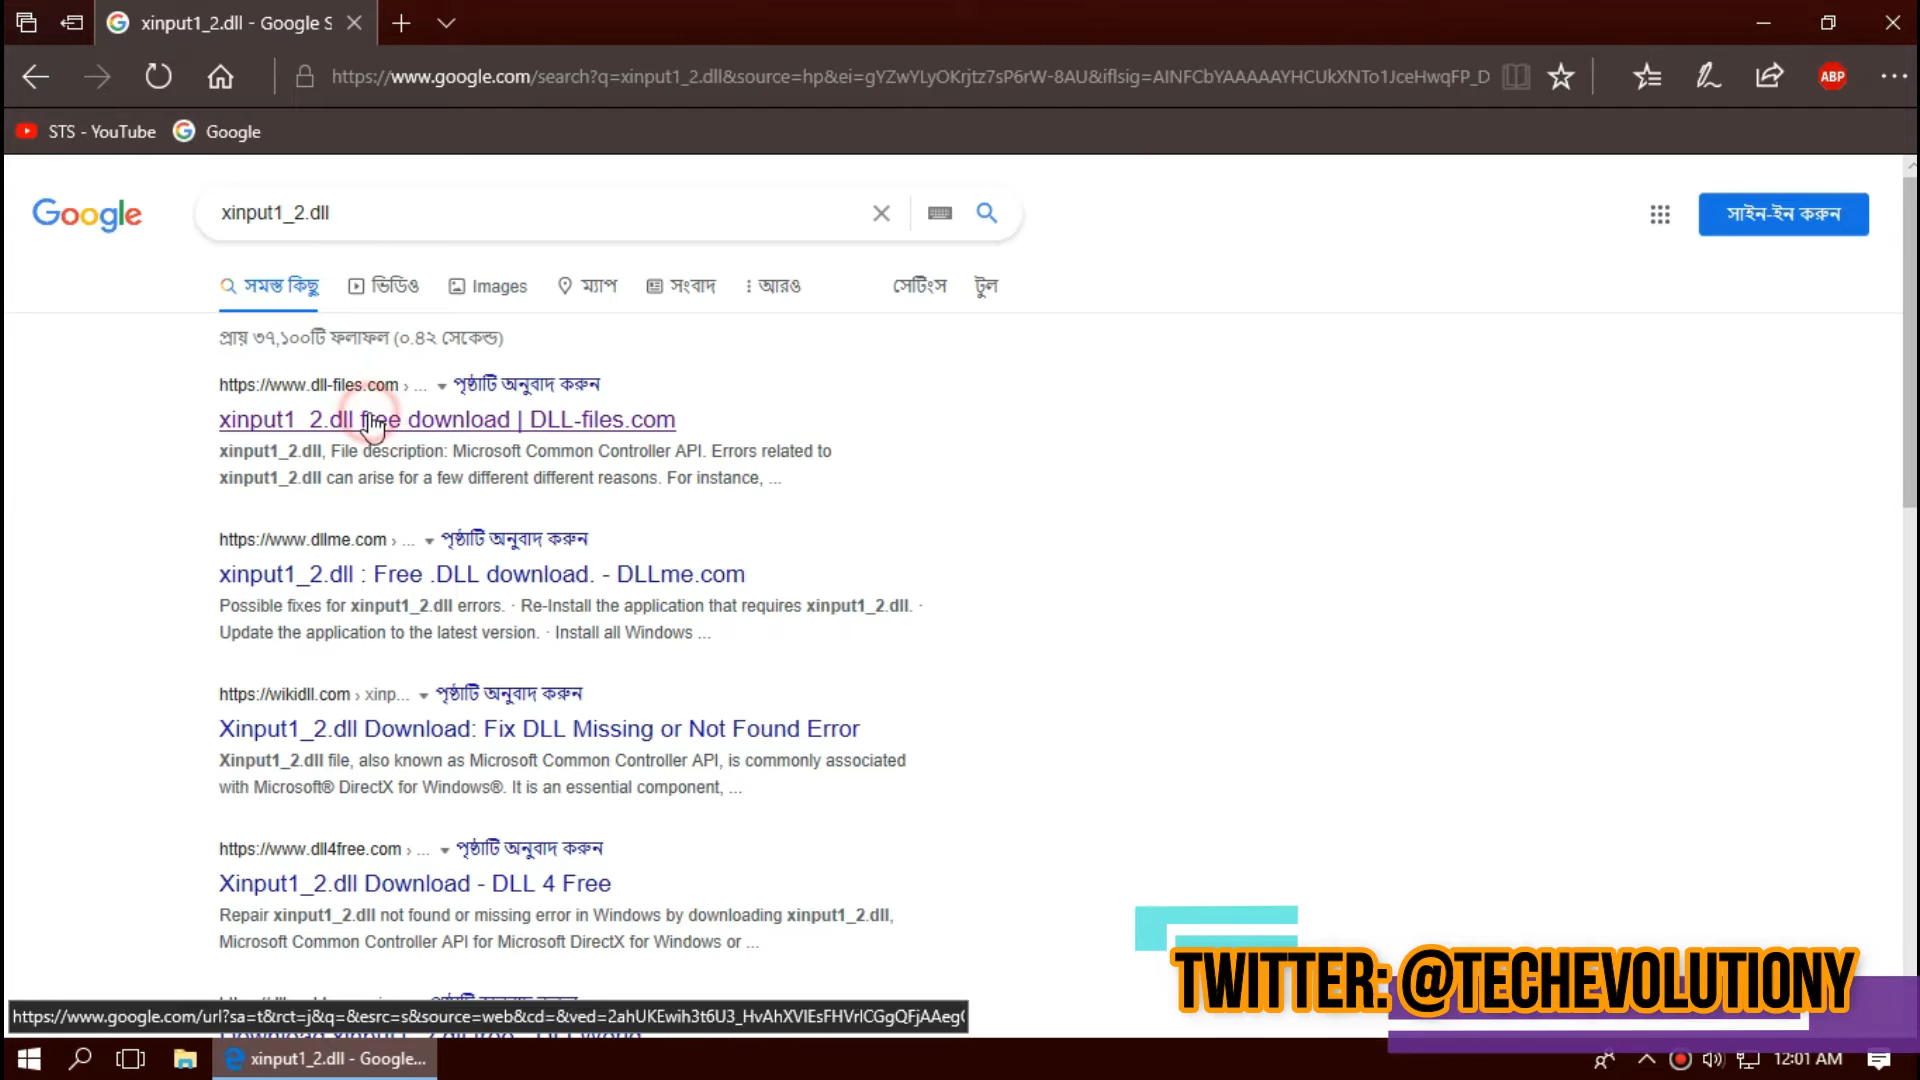 xinput1_2.dll - Google S
https://www.google.com/search?q=xinput1_2.dll&source=hp&ei=gYZwYLyOKrjtz7sP6rW-8AU&iflsig=AINFCbYAAAAAYHCUkXNTo1JceHwqFP_D
ABP
STS - YouTube
Google
Google
xinput1_2.dll
সাইন-ইন করুন
সমস্ত কিছু
ভিডিও
Images
ম্যাপ
সংবাদ
আরও
সেটিংস
টুল
প্রায় ৩৭,১০০টি ফলাফল (০.৪২ সেকেন্ড)
https://www.dll-files.com › ... পৃষ্ঠাটি অনুবাদ করুন
xinput1_2.dll free download | DLL-files.com
xinput1_2.dll, File description: Microsoft Common Controller API. Errors related to
xinput1_2.dll can arise for a few different different reasons. For instance, ...
https://www.dllme.com › ... পৃষ্ঠাটি অনুবাদ করুন
xinput1_2.dll : Free .DLL download. - DLLme.com
Possible fixes for xinput1_2.dll errors. · Re-Install the application that requires xinput1_2.dll. ·
Update the application to the latest version. · Install all Windows ...
https://wikidll.com › xinp... পৃষ্ঠাটি অনুবাদ করুন
Xinput1_2.dll Download: Fix DLL Missing or Not Found Error
Xinput1_2.dll file, also known as Microsoft Common Controller API, is commonly associated
with Microsoft® DirectX for Windows®. It is an essential component, ...
https://www.dll4free.com › ... পৃষ্ঠাটি অনুবাদ করুন
Xinput1_2.dll Download - DLL 4 Free
Repair xinput1_2.dll not found or missing error in Windows by downloading xinput1_2.dll,
Microsoft Common Controller API for Microsoft DirectX for Windows or ...
TWITTER: @TECHEVOLUTIONY
https://www.google.com/url?sa=t&rct=j&q=&esrc=s&source=web&cd=&ved=2ahUKEwih3t6U3_HvAhXVIEsFHVrlCGgQFjAAeg
xinput1_2.dll - Google...
12:01 AM